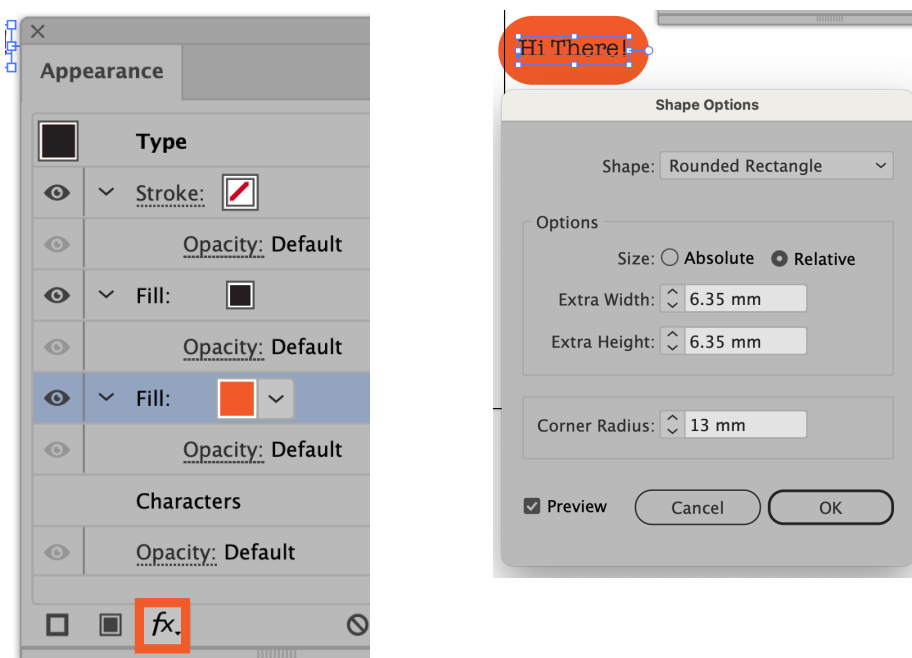 Appearance
Type
Stroke:
Opacity: Default
Fill:
Opacity: Default
Fill:
Opacity: Default
Characters
Opacity: Default
fx
Hi There!
Shape Options
Shape: Rounded Rectangle
Options
Size: Absolute Relative
Extra Width: 6.35 mm
Extra Height: 6.35 mm
Corner Radius: 13 mm
Preview Cancel OK